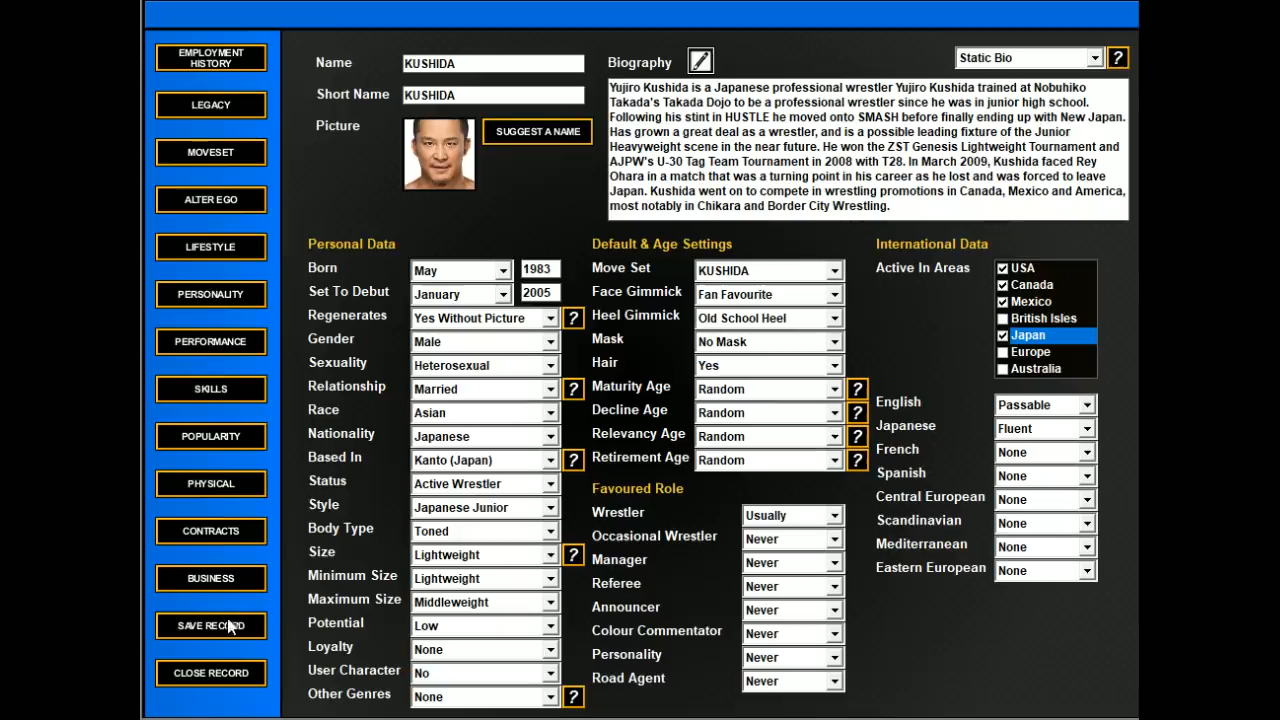 EMPLOYMENT
HISTORY
LEGACY
MOVESET
ALTER EGO
LIFESTYLE
PERSONALITY
PERFORMANCE
SKILLS
POPULARITY
PHYSICAL
CONTRACTS
BUSINESS
SAVE RECORD
CLOSE RECORD
Name KUSHIDA
Short Name KUSHIDA
Picture SUGGEST A NAME
Biography Static Bio ?
Yujiro Kushida is a Japanese professional wrestler Yujiro Kushida trained at Nobuhiko
Takada's Takada Dojo to be a professional wrestler since he was in junior high school.
Following his stint in HUSTLE he moved onto SMASH before finally ending up with New Japan.
Has grown a great deal as a wrestler, and is a possible leading fixture of the Junior
Heavyweight scene in the near future. He won the ZST Genesis Lightweight Tournament and
AJPW's U-30 Tag Team Tournament in 2008 with T28. In March 2009, Kushida faced Rey
Ohara in a match that was a turning point in his career as he lost and was forced to leave
Japan. Kushida went on to compete in wrestling promotions in Canada, Mexico and America,
most notably in Chikara and Border City Wrestling.
Personal Data
Born May 1983
Set To Debut January 2005
Regenerates Yes Without Picture ?
Gender Male
Sexuality Heterosexual
Relationship Married ?
Race Asian
Nationality Japanese
Based In Kanto (Japan) ?
Status Active Wrestler
Style Japanese Junior
Body Type Toned
Size Lightweight ?
Minimum Size Lightweight
Maximum Size Middleweight
Potential Low
Loyalty None
User Character No
Other Genres None ?
Default & Age Settings
Move Set KUSHIDA
Face Gimmick Fan Favourite
Heel Gimmick Old School Heel
Mask No Mask
Hair Yes
Maturity Age Random ?
Decline Age Random ?
Relevancy Age Random ?
Retirement Age Random ?
Favoured Role
Wrestler Usually
Occasional Wrestler Never
Manager Never
Referee Never
Announcer Never
Colour Commentator Never
Personality Never
Road Agent Never
International Data
Active In Areas USA
Canada
Mexico
British Isles
Japan
Europe
Australia
English Passable
Japanese Fluent
French None
Spanish None
Central European None
Scandinavian None
Mediterranean None
Eastern European None